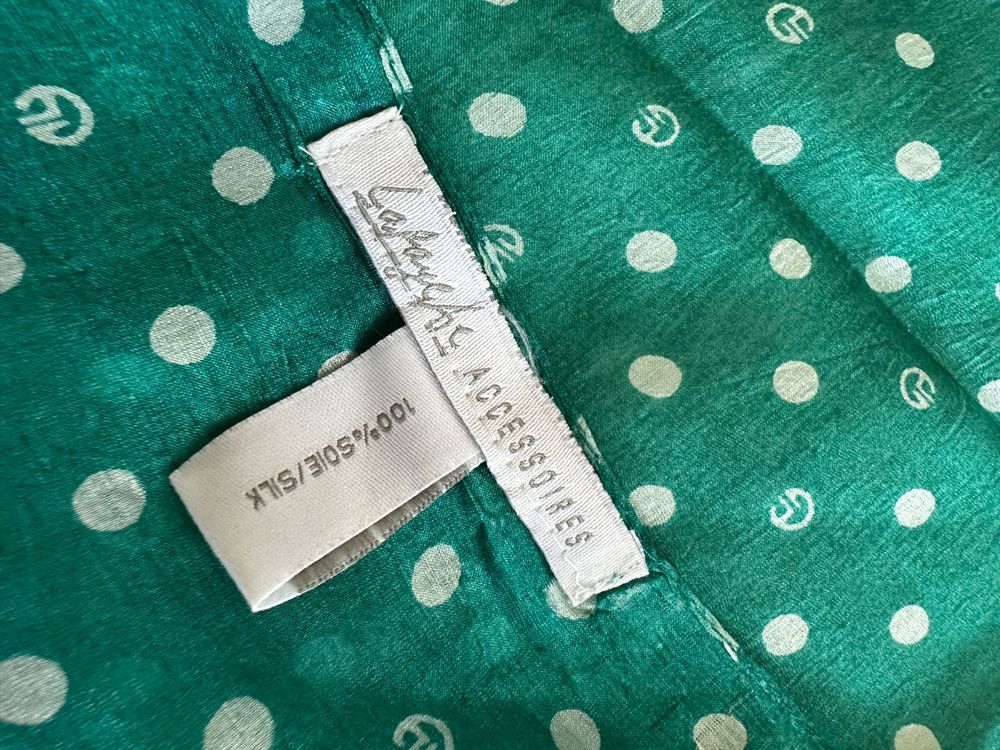 Lafayette
ACCESSOIRES
100% SOIE/SILK